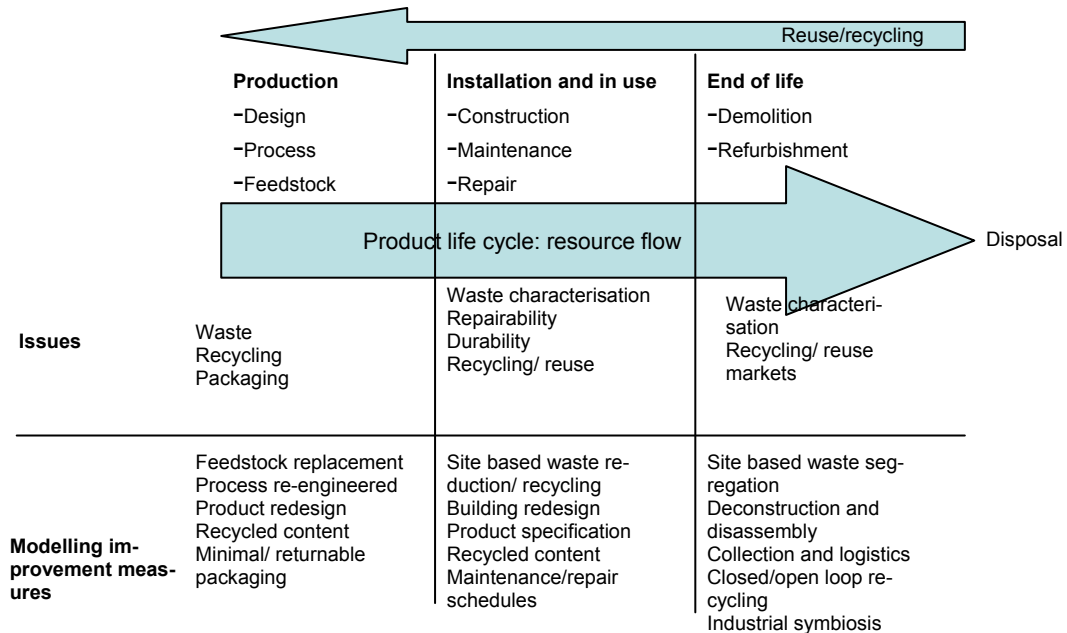 Reuse/recycling
Production
-Design
-Process
-Feedstock
Installation and in use
-Construction
-Maintenance
-Repair
End of life
-Demolition
-Refurbishment
Product life cycle: resource flow
Disposal
Issues
Waste
Recycling
Packaging
Waste characterisation
Repairability
Durability
Recycling/ reuse
Waste characteri-
sation
Recycling/ reuse
markets
Modelling im-
provement meas-
ures
Feedstock replacement
Process re-engineered
Product redesign
Recycled content
Minimal/ returnable
packaging
Site based waste re-
duction/ recycling
Building redesign
Product specification
Recycled content
Maintenance/repair
schedules
Site based waste seg-
regation
Deconstruction and
disassembly
Collection and logistics
Closed/open loop re-
cycling
Industrial symbiosis